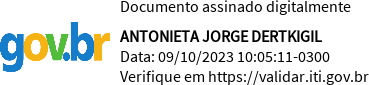 Documento assinado digitalmente
gov.br
ANTONIETA JORGE DERTKIGIL
Data: 09/10/2023 10:05:11-0300
Verifique em https://validar.iti.gov.br